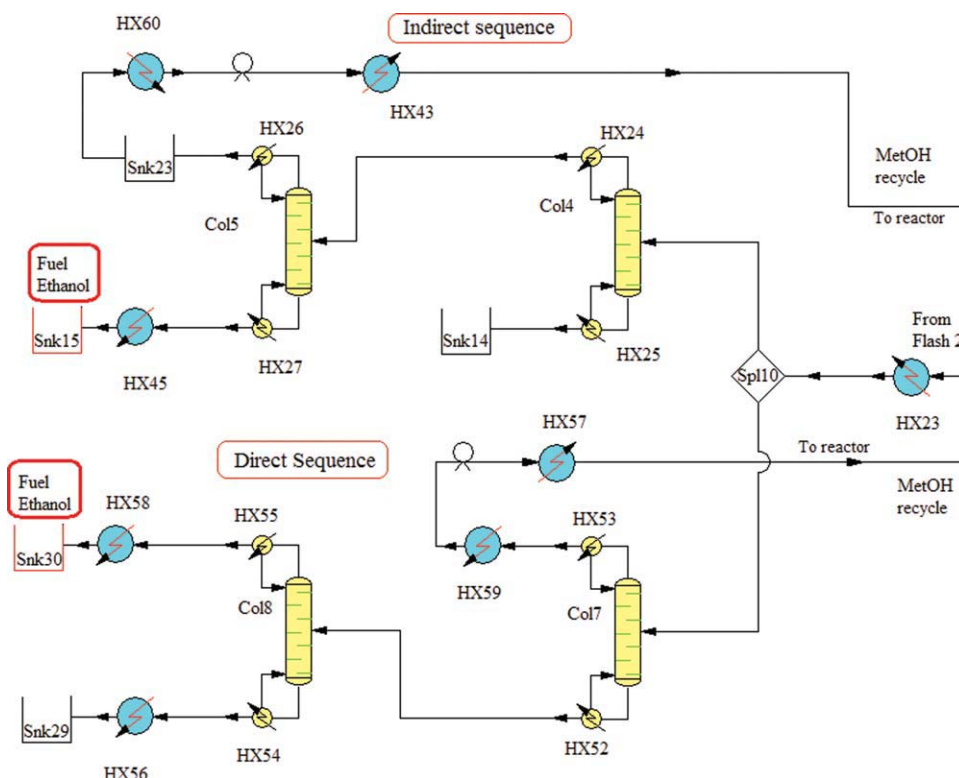 HX60
Indirect sequence
HX43
HX26
HX24
Snk23
MetOH
recycle
Col5
Col4
To reactor
Fuel
Ethanol
Snk15
Snk14
From
Flash 2
HX45
HX27
HX25
Spl10
HX23
HX57
Direct Sequence
To reactor
Fuel
Ethanol
HX58
HX55
HX53
MetOH
recycle
Snk30
HX59
Col8
Col7
Snk29
HX56
HX54
HX52